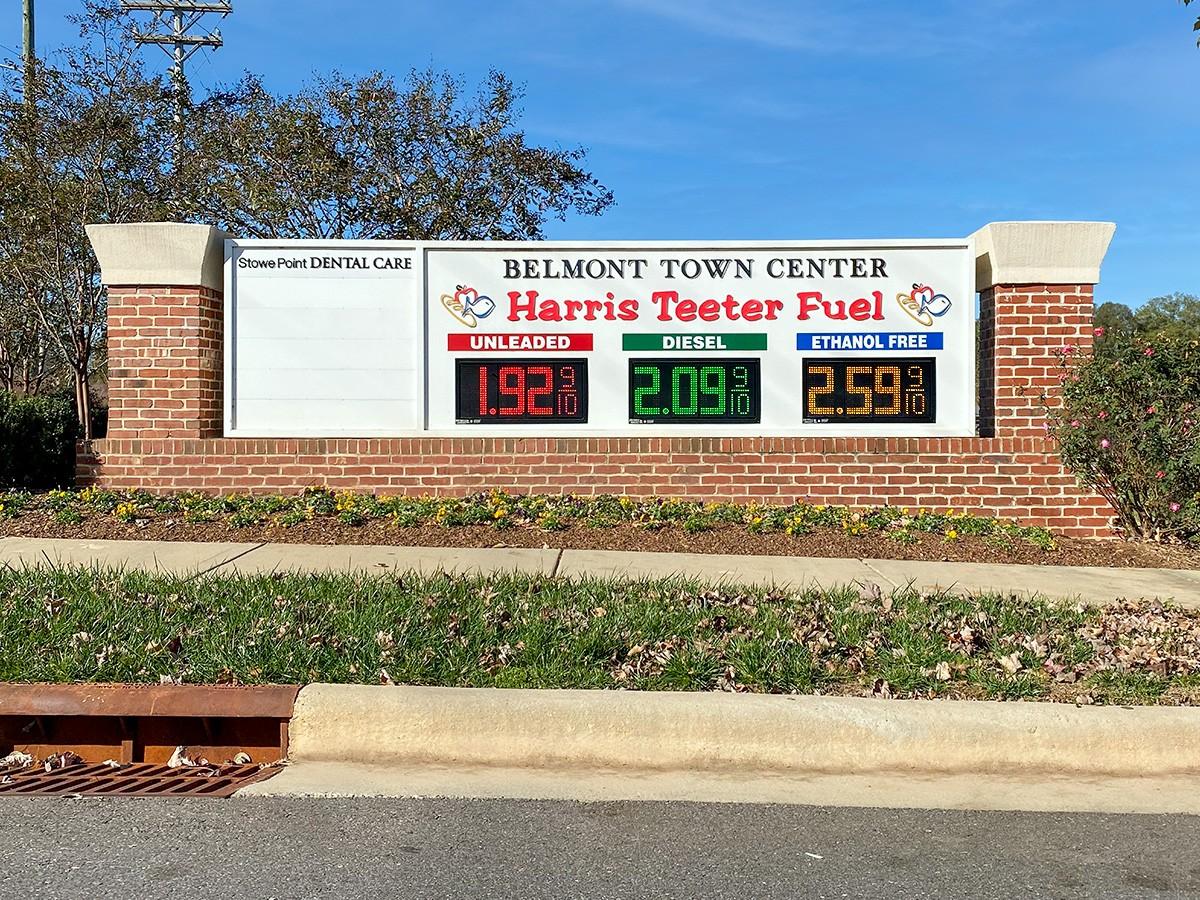 Stowe Point DENTAL CARE
BELMONT TOWN CENTER
Harris Teeter Fuel
UNLEADED DIESEL ETHANOL FREE
1.92 9/10 2.09 9/10 2.59 9/10